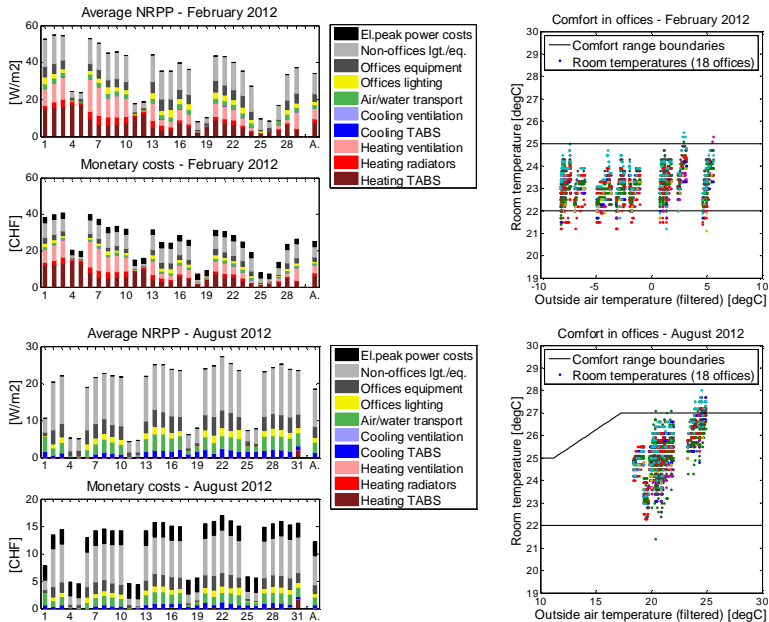 Average NRPP - February 2012
[W/m2]
60
40
20
0
1 4 7 10 13 16 19 22 25 28 A.
Monetary costs - February 2012
[CHF]
60
40
20
0
1 4 7 10 13 16 19 22 25 28 A.
El.peak power costs
Non-offices lgt./eq.
Offices equipment
Offices lighting
Air/water transport
Cooling ventilation
Cooling TABS
Heating ventilation
Heating radiators
Heating TABS
Comfort in offices - February 2012
Comfort range boundaries
Room temperatures (18 offices)
Room temperature [degC]
30
29
28
27
26
25
24
23
22
21
20
19
-10 -5 0 5 10
Outside air temperature (filtered) [degC]
Average NRPP - August 2012
[W/m2]
30
20
10
0
1 4 7 10 13 16 19 22 25 28 31 A.
Monetary costs - August 2012
[CHF]
20
15
10
5
0
1 4 7 10 13 16 19 22 25 28 31 A.
El.peak power costs
Non-offices lgt./eq.
Offices equipment
Offices lighting
Air/water transport
Cooling ventilation
Cooling TABS
Heating ventilation
Heating radiators
Heating TABS
Comfort in offices - August 2012
Comfort range boundaries
Room temperatures (18 offices)
Room temperature [degC]
30
29
28
27
26
25
24
23
22
21
20
19
10 15 20 25 30
Outside air temperature (filtered) [degC]